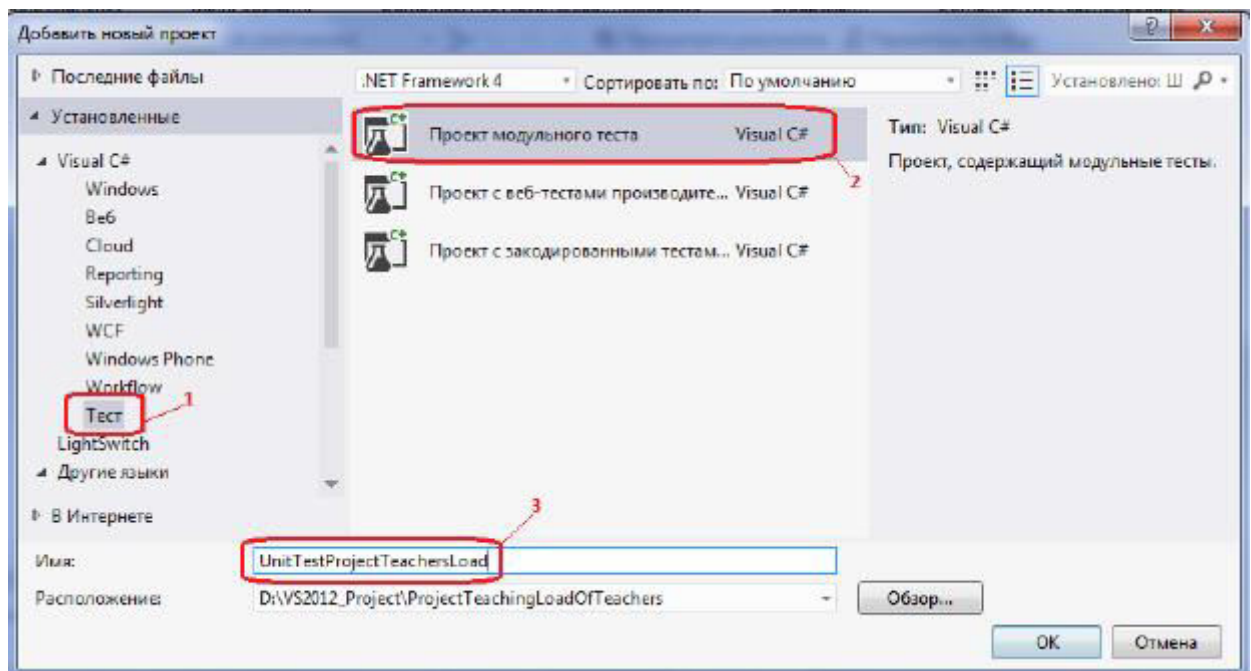 Добавить новый проект
Последние файлы
.NET Framework 4
Сортировать по: По умолчанию
Установлено: Ш
Установленные
Visual C#
Windows
Веб
Cloud
Reporting
Silverlight
WCF
Windows Phone
Workflow
Тест
1
LightSwitch
Другие языки
В Интернете
Проект модульного теста Visual C#
2
Проект с веб-тестами производите... Visual C#
Проект с закодированными тестам... Visual C#
Тип: Visual C#
Проект, содержащий модульные тесты.
3
Имя: UnitTestProjectTeachersLoad
Расположение: D:\VS2012_Project\ProjectTeachingLoadOfTeachers
Обзор...
OK
Отмена